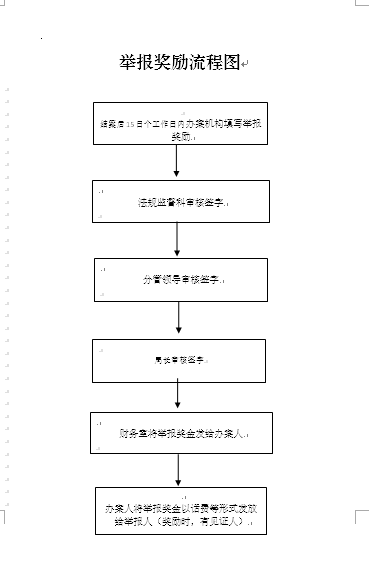 举报奖励流程图
结案后15日个工作日内办案机构填写举报
奖励
法规监督科审核签字
分管领导审核签字
局长审核签字
财务室将举报奖金发给办案人
办案人将举报奖金以话费等形式发放
给举报人（奖励时，有见证人）